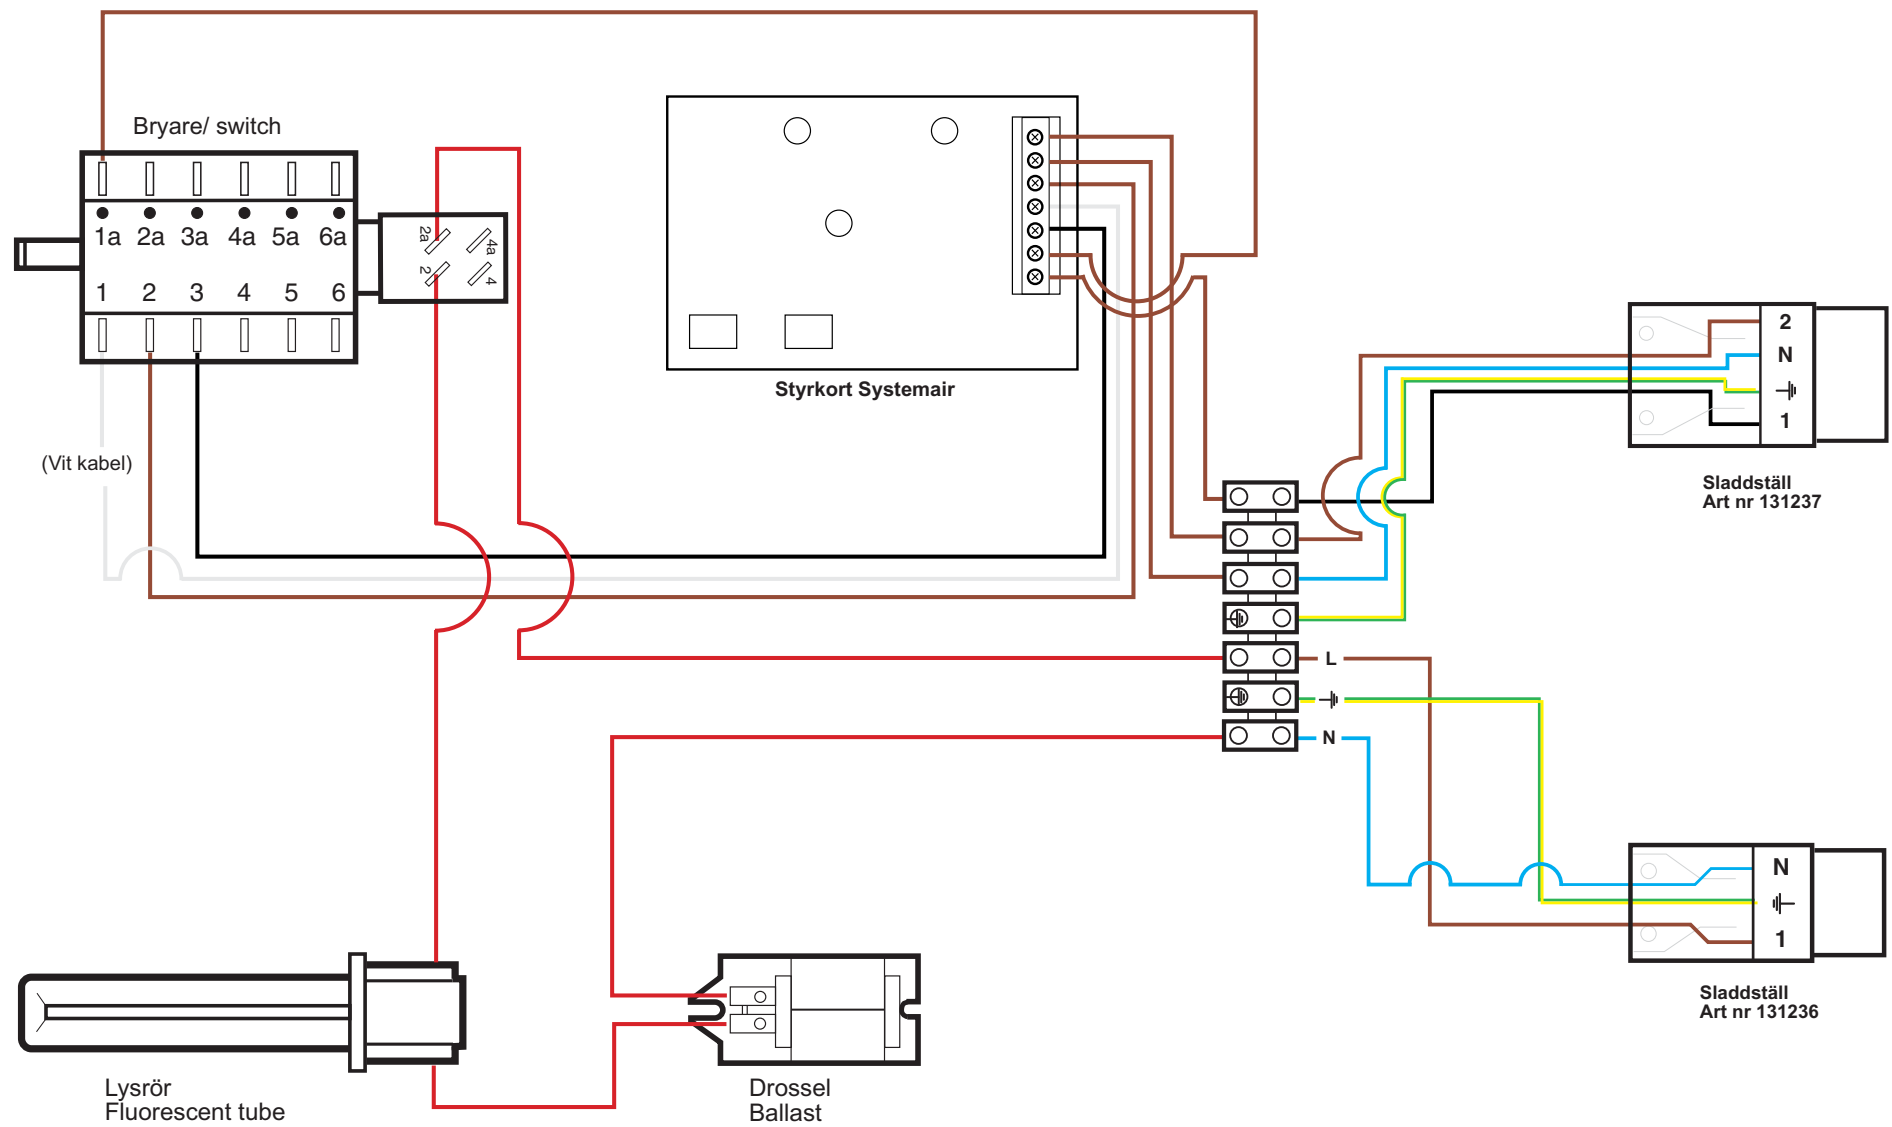 Bryare/ switch
1a 2a 3a 4a 5a 6a
1 2 3 4 5 6
2a
4a
2
4
(Vit kabel)
Styrkort Systemair
2
N
1
Sladdställ
Art nr 131237
L
N
N
1
Sladdställ
Art nr 131236
Lysrör
Fluorescent tube
Drossel
Ballast